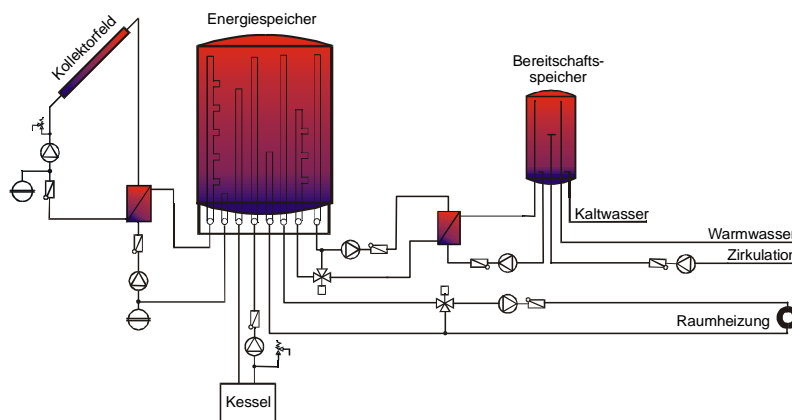 Energiespeicher
Kollektorfeld
Bereitschafts-
speicher
Kaltwasser
Warmwasser
Zirkulation
Raumheizung
Kessel